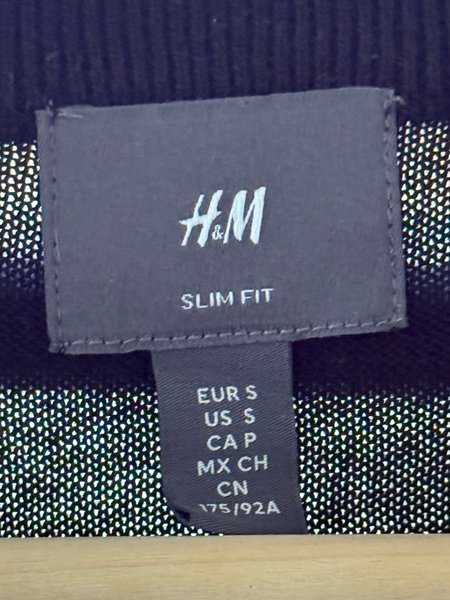 H&M
SLIM FIT
EUR S
US S
CA P
MX CH
CN
175/92A